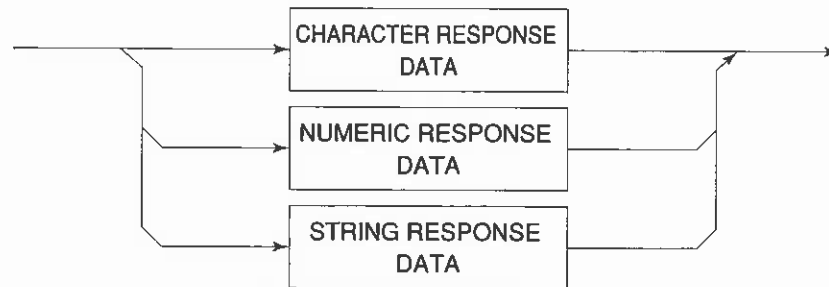 CHARACTER RESPONSE
DATA
NUMERIC RESPONSE
DATA
STRING RESPONSE
DATA